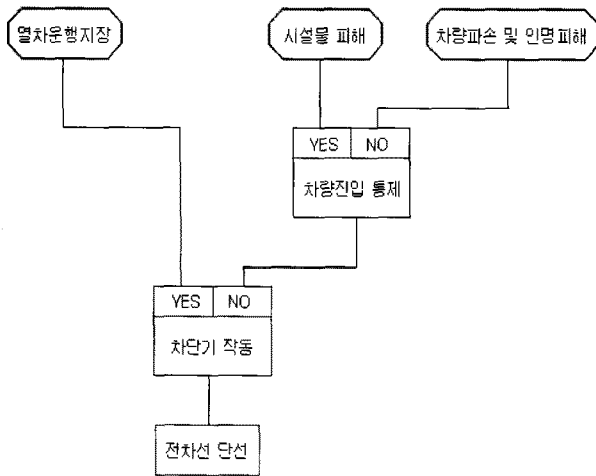 열차운행지장
시설물 피해
차량파손 및 인명피해
YES NO
차량진입 통제
YES NO
차단기 작동
전차선 단선